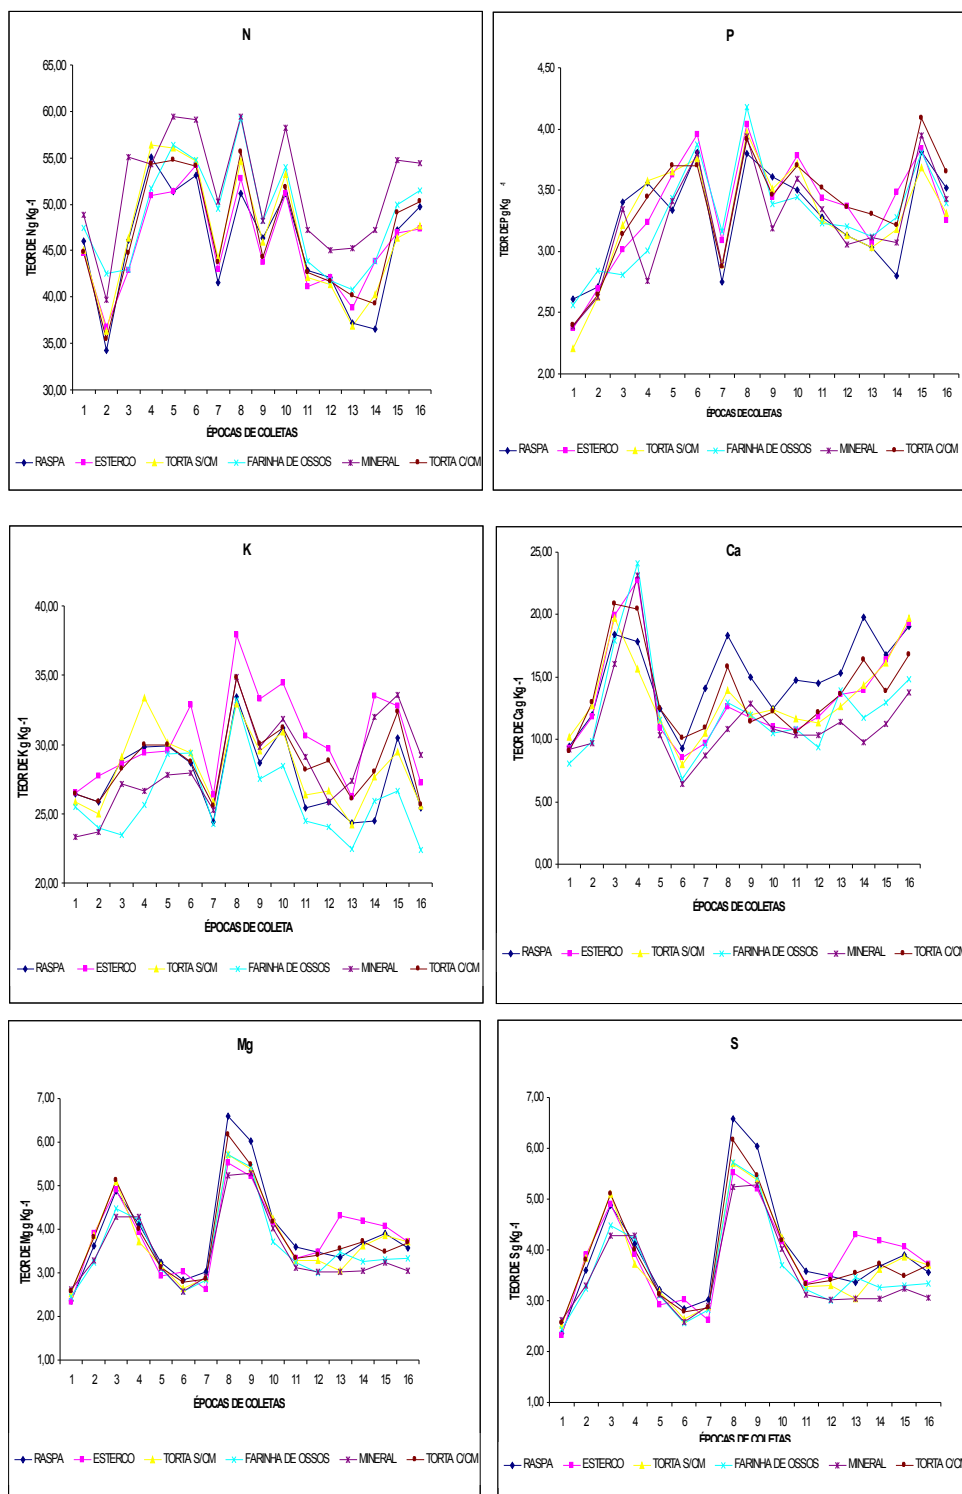 N
65,00
60,00
55,00
50,00
45,00
40,00
35,00
30,00
TEOR DE N g Kg -1
1 2 3 4 5 6 7 8 9 10 11 12 13 14 15 16
ÉPOCAS DE COLETAS
RASPA ESTERCO TORTA S/CM FARINHA DE OSSOS MINERAL TORTA C/CM
P
4,50
4,00
3,50
3,00
2,50
2,00
TEOR DE P g Kg -1
1 2 3 4 5 6 7 8 9 10 11 12 13 14 15 16
ÉPOCAS DE COLETAS
RASPA ESTERCO TORTA S/CM FARINHA DE OSSOS MINERAL TORTA C/CM
K
40,00
35,00
30,00
25,00
20,00
TEOR DE K g Kg -1
1 2 3 4 5 6 7 8 9 10 11 12 13 14 15 16
ÉPOCAS DE COLETA
RASPA ESTERCO TORTA S/CM FARINHA DE OSSOS MINERAL TORTA C/CM
Ca
25,00
20,00
15,00
10,00
5,00
0,00
TEOR DE Ca g Kg -1
1 2 3 4 5 6 7 8 9 10 11 12 13 14 15 16
ÉPOCAS DE COLETAS
RASPA ESTERCO TORTA S/CM FARINHA DE OSSOS MINERAL TORTA C/CM
Mg
7,00
6,00
5,00
4,00
3,00
2,00
1,00
TEOR DE Mg g Kg -1
1 2 3 4 5 6 7 8 9 10 11 12 13 14 15 16
ÉPOCAS DE COLETAS
RASPA ESTERCO TORTA S/CM FARINHA DE OSSOS MINERAL TORTA C/CM
S
7,00
6,00
5,00
4,00
3,00
2,00
1,00
TEOR DE S g Kg -1
1 2 3 4 5 6 7 8 9 10 11 12 13 14 15 16
ÉPOCAS DE COLETAS
RASPA ESTERCO TORTA S/CM FARINHA DE OSSOS MINERAL TORTA C/CM